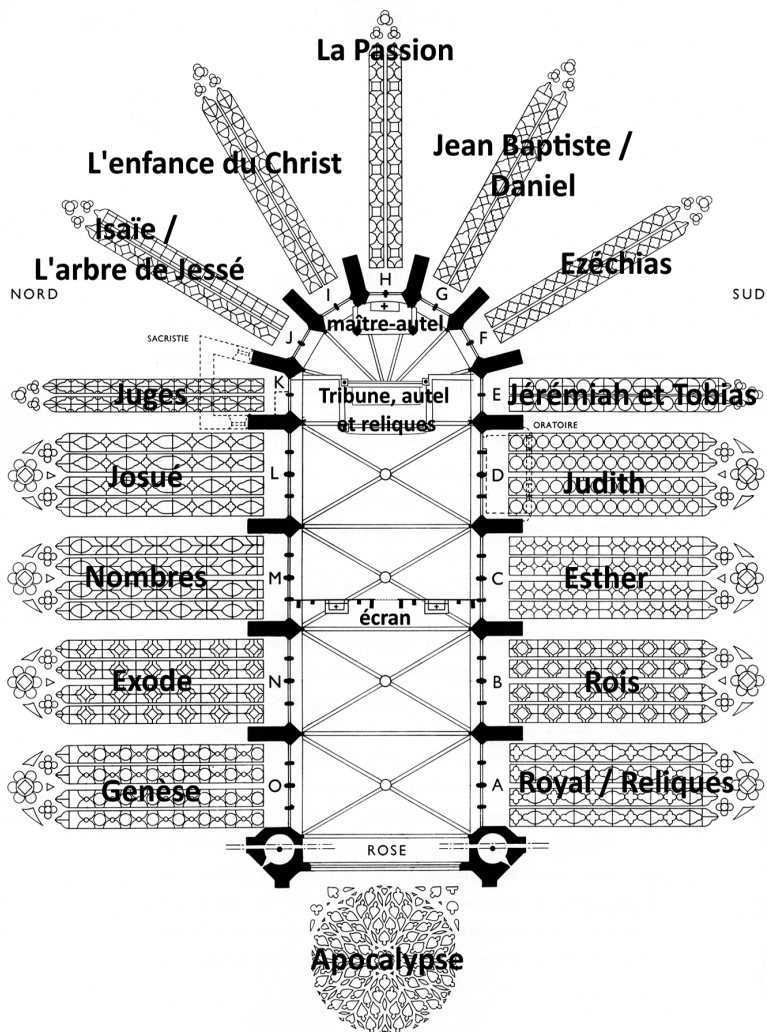 La Passion
L'enfance du Christ
Jean Baptiste /
Daniel
Isaïe /
L'arbre de Jessé
Ezéchias
NORD
SUD
H
I
G
J
F
maître-autel
SACRISTIE
K
E
Juges
Tribune, autel
et reliques
Jérémiah et Tobias
ORATOIRE
Josué
L
D
Judith
Nombres
M
C
Esther
écran
Exode
N
B
Rois
Genèse
O
A
Royal / Reliques
ROSE
Apocalypse